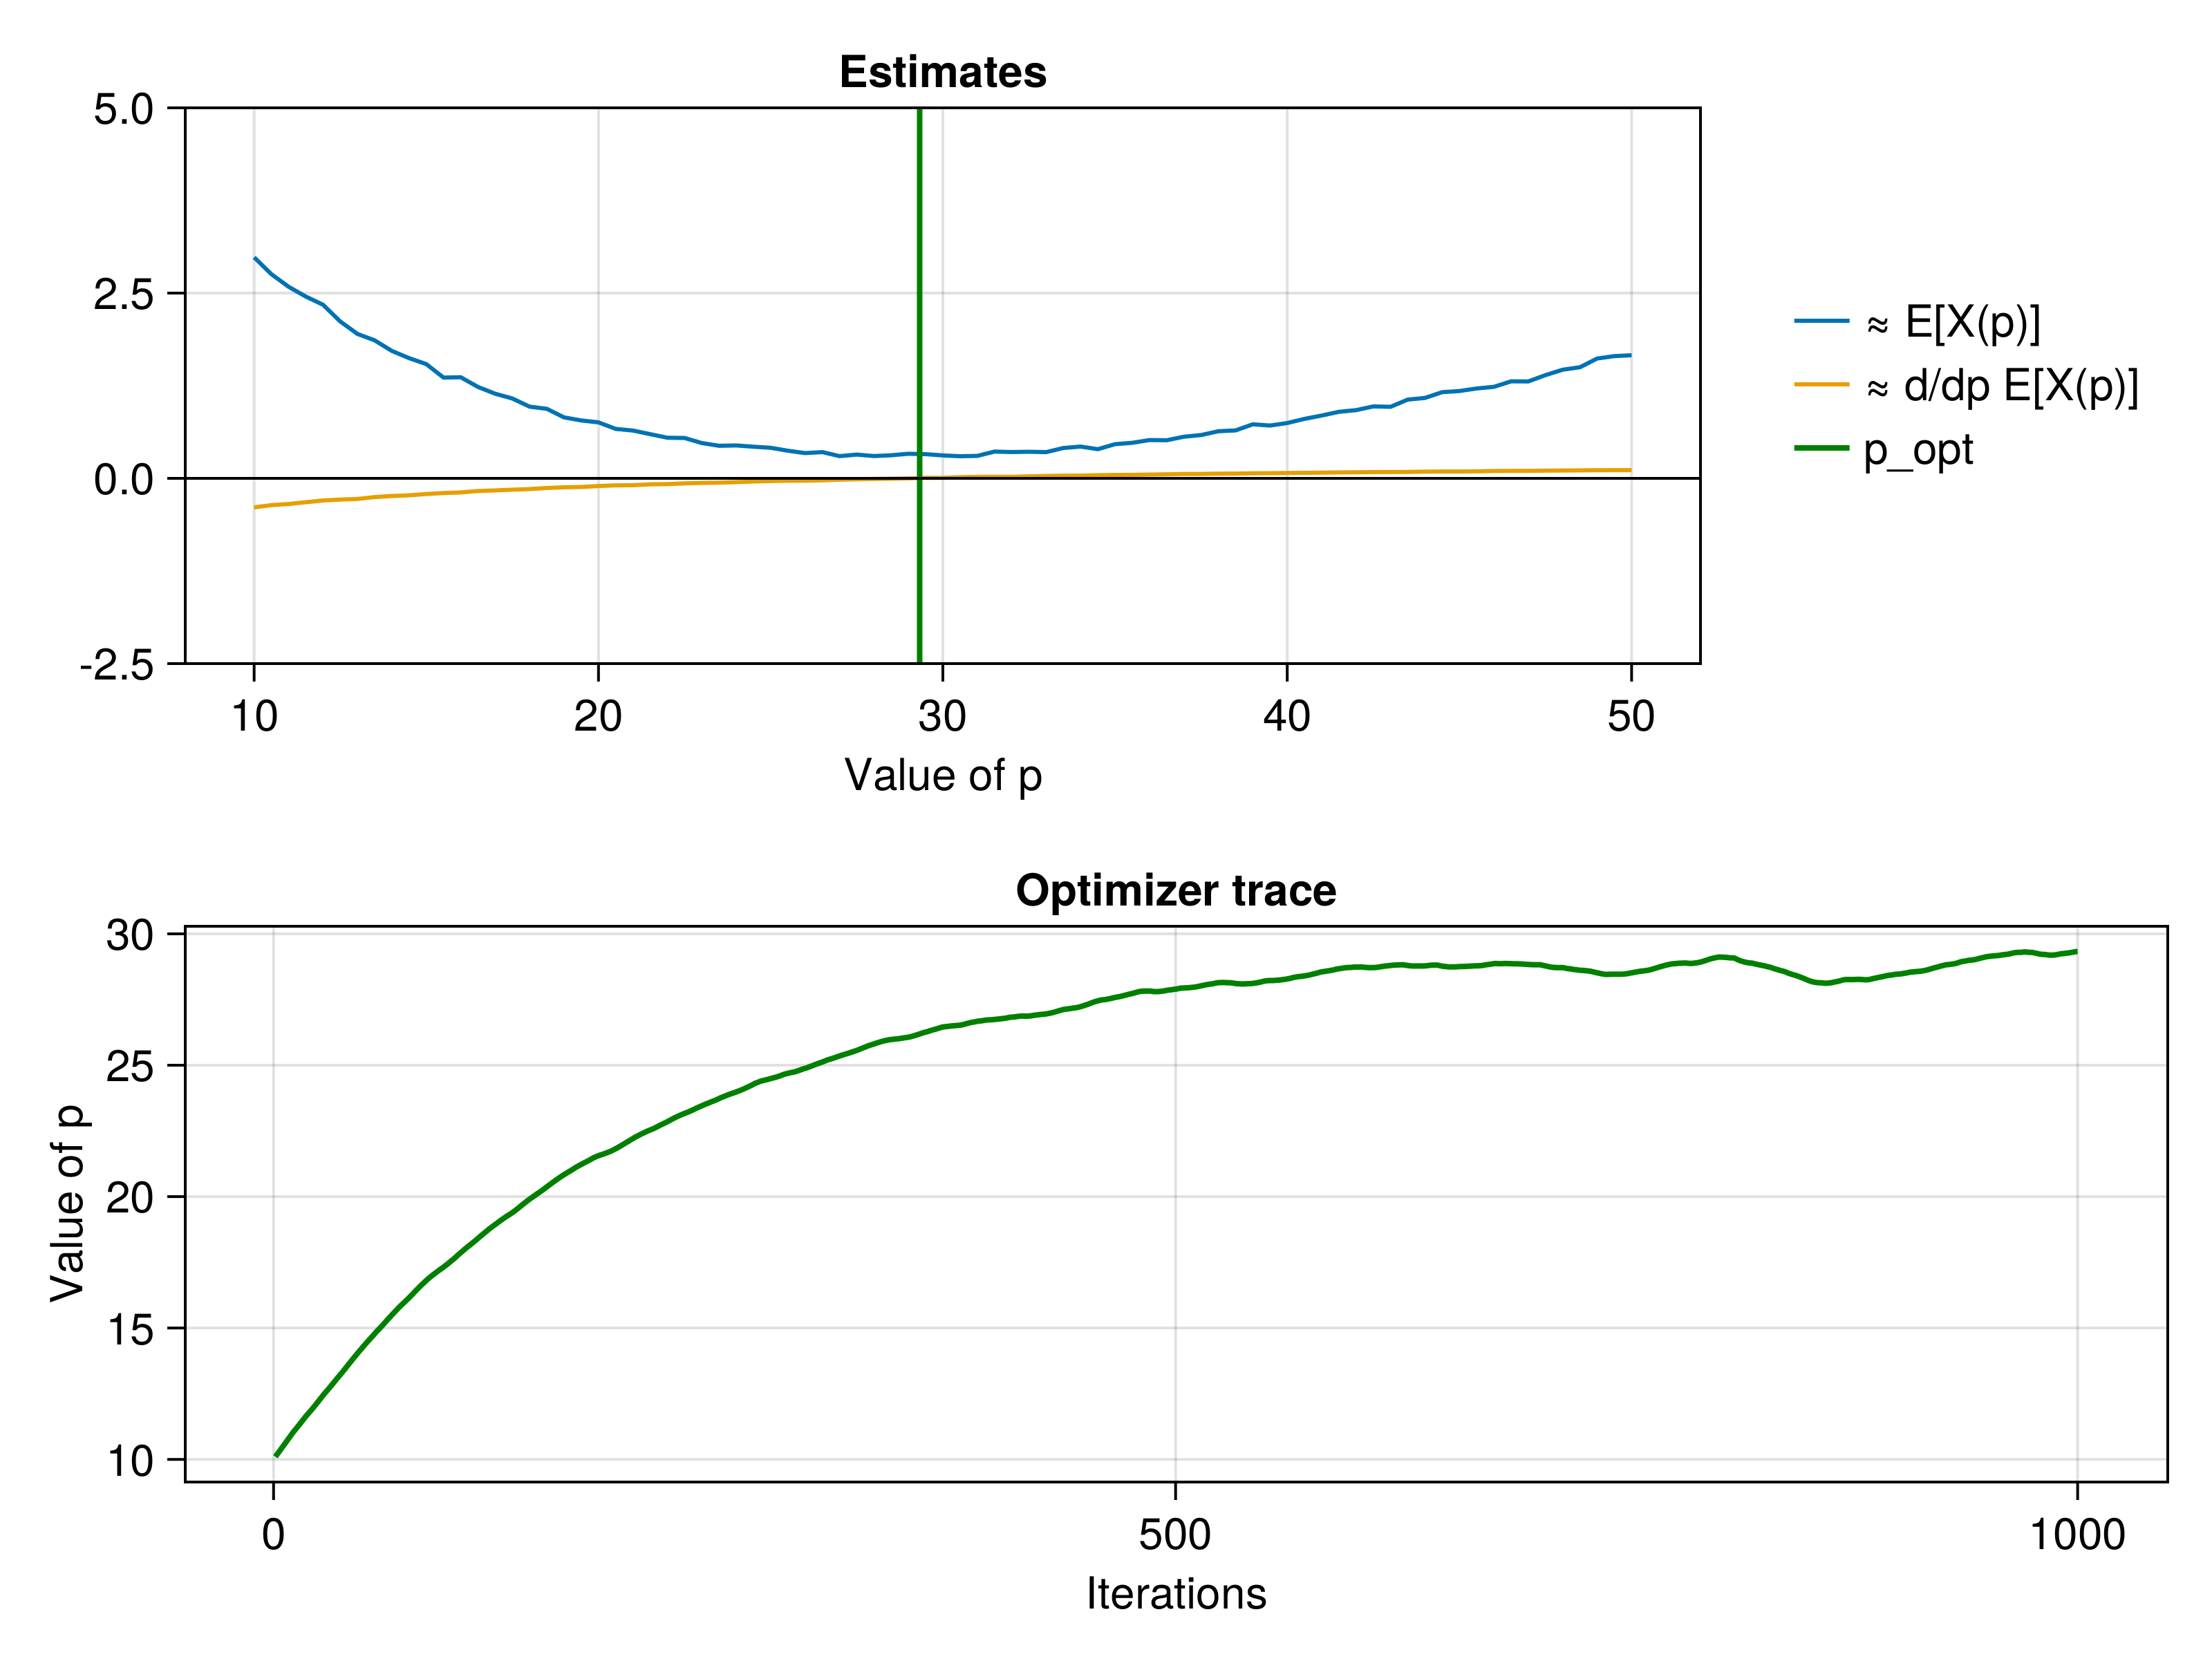 Estimates
5.0
2.5
0.0
-2.5
10 20 30 40 50
Value of p
≈ E[X(p)]
≈ d/dp E[X(p)]
p_opt
Optimizer trace
30
25
20
15
10
Value of p
0 500 1000
Iterations